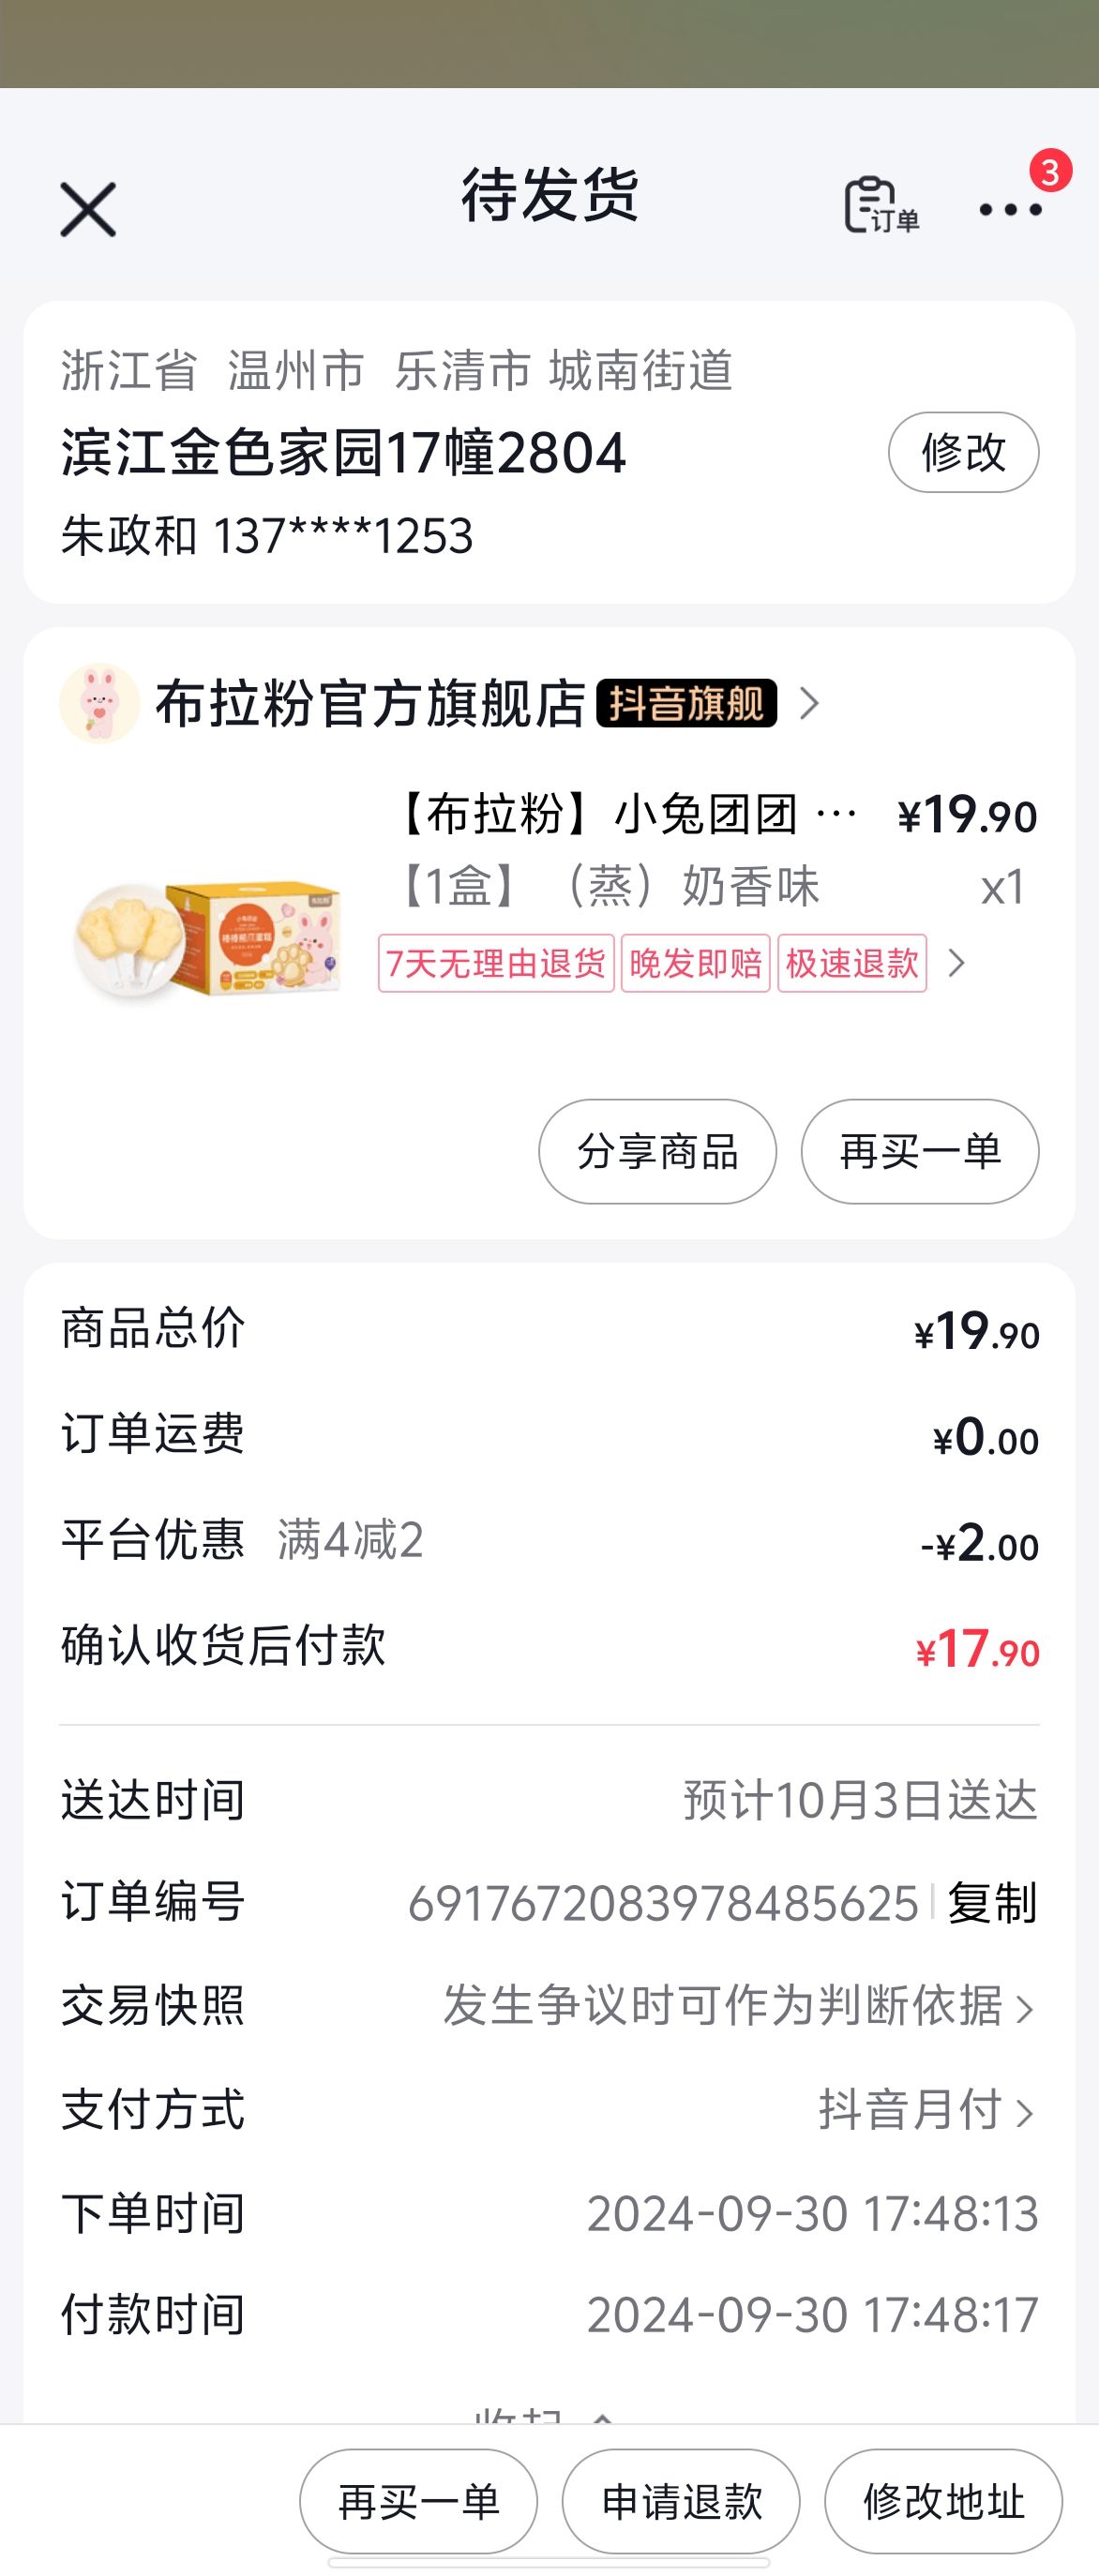 待发货
订单
3
浙江省 温州市 乐清市 城南街道
滨江金色家园17幢2804
修改
朱政和 137****1253
布拉粉官方旗舰店 抖音旗舰
【布拉粉】小兔团团 … ¥19.90
【1盒】（蒸）奶香味 x1
7天无理由退货 晚发即赔 极速退款
分享商品 再买一单
商品总价 ¥19.90
订单运费 ¥0.00
平台优惠 满4减2 -¥2.00
确认收货后付款 ¥17.90
送达时间 预计10月3日送达
订单编号 6917672083978485625 复制
交易快照 发生争议时可作为判断依据
支付方式 抖音月付
下单时间 2024-09-30 17:48:13
付款时间 2024-09-30 17:48:17
收起
再买一单 申请退款 修改地址